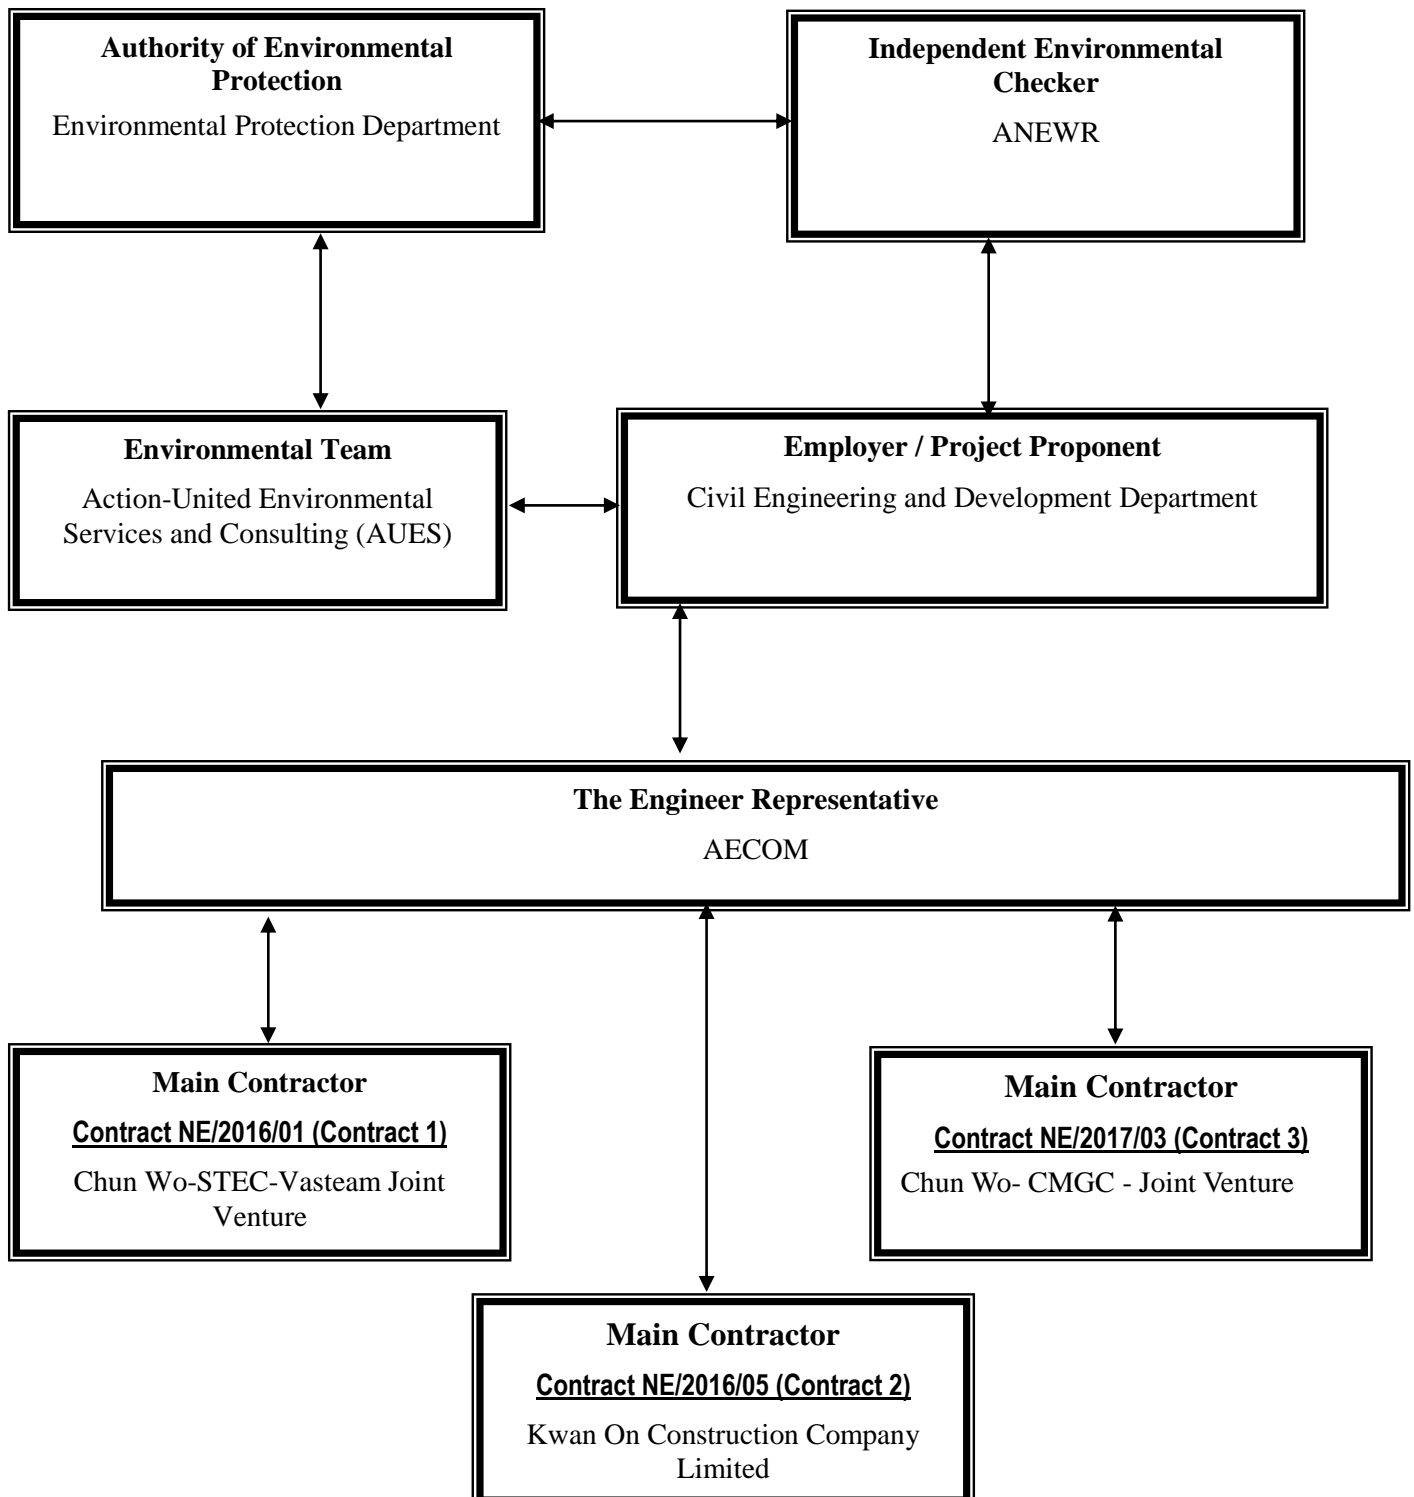 Authority of Environmental
Protection
Environmental Protection Department
Independent Environmental
Checker
ANEWR
Environmental Team
Action-United Environmental
Services and Consulting (AUES)
Employer / Project Proponent
Civil Engineering and Development Department
The Engineer Representative
AECOM
Main Contractor
Contract NE/2016/01 (Contract 1)
Chun Wo-STEC-Vasteam Joint
Venture
Main Contractor
Contract NE/2017/03 (Contract 3)
Chun Wo- CMGC - Joint Venture
Main Contractor
Contract NE/2016/05 (Contract 2)
Kwan On Construction Company
Limited